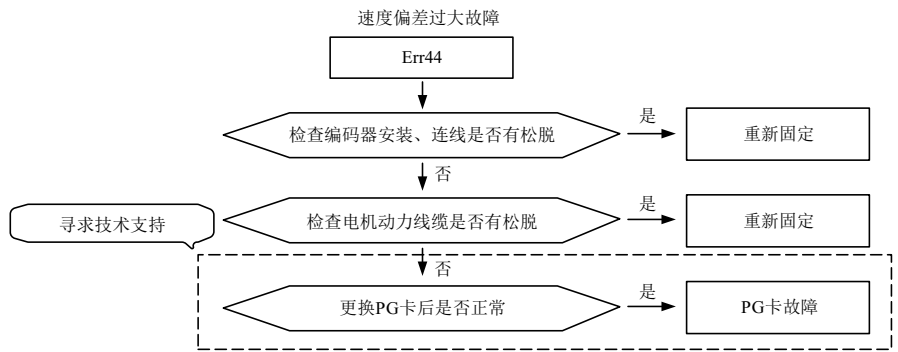 速度偏差过大故障
Err44
检查编码器安装、连线是否有松脱
是
重新固定
否
寻求技术支持
检查电机动力线缆是否有松脱
是
重新固定
否
更换PG卡后是否正常
是
PG卡故障